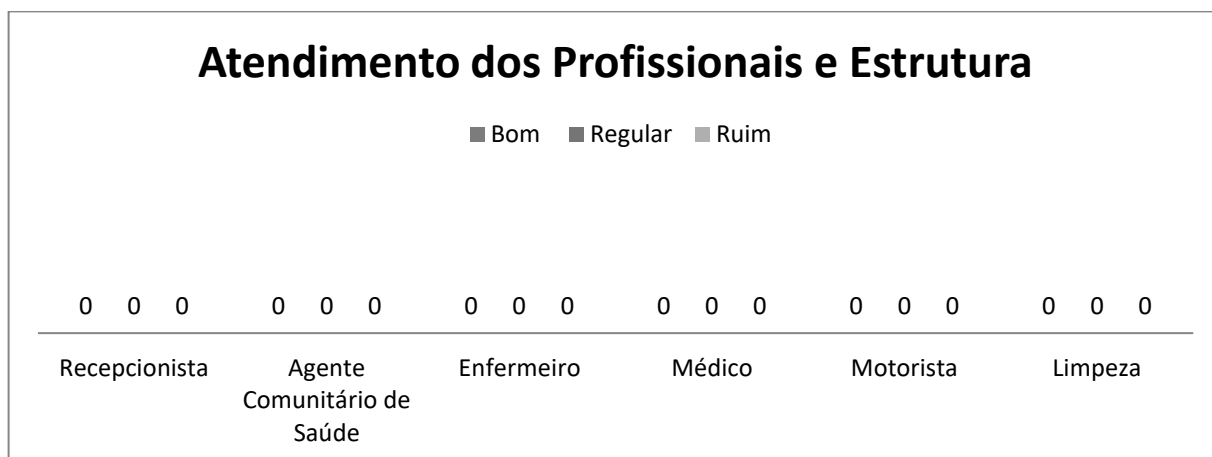 Atendimento dos Profissionais e Estrutura
Bom Regular Ruim
0 0 0 0 0 0 0 0 0 0 0 0 0 0 0 0 0 0
Recepcionista Agente Enfermeiro Médico Motorista Limpeza
Comunitário de
Saúde